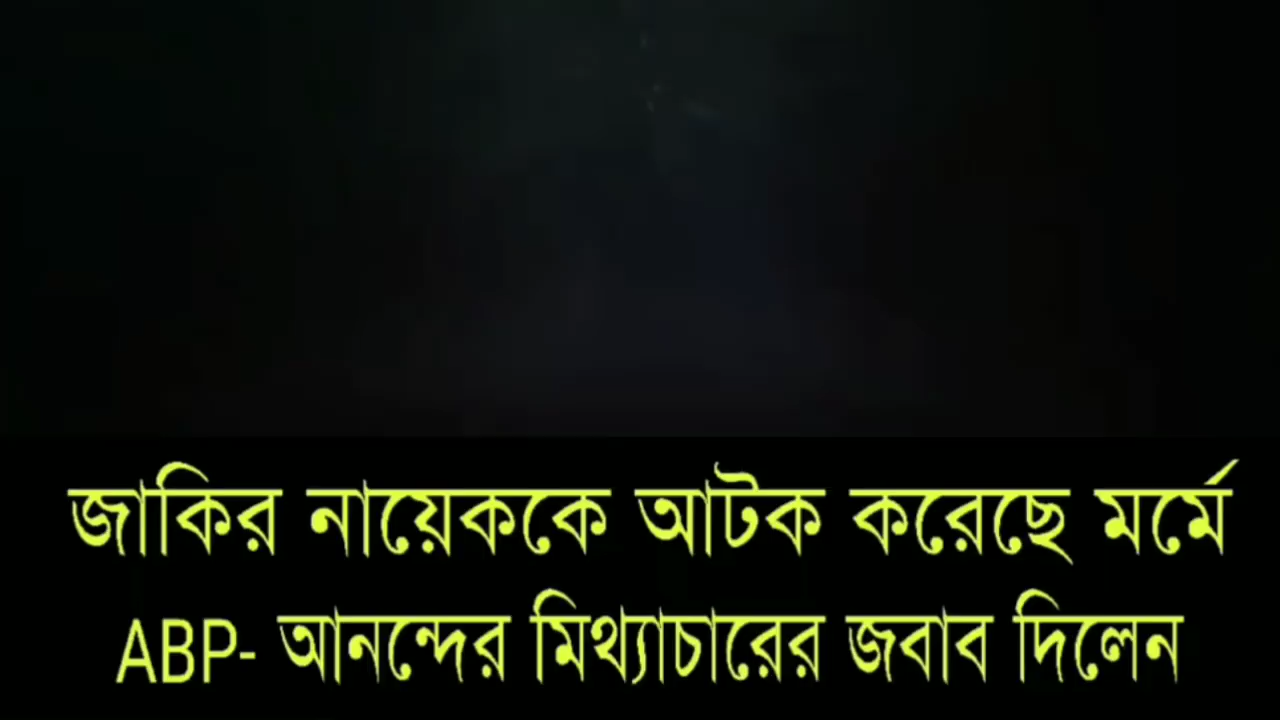 জাকির নায়েককে আটক করেছে মর্মে
ABP- আনন্দের মিথ্যাচারের জবাব দিলেন